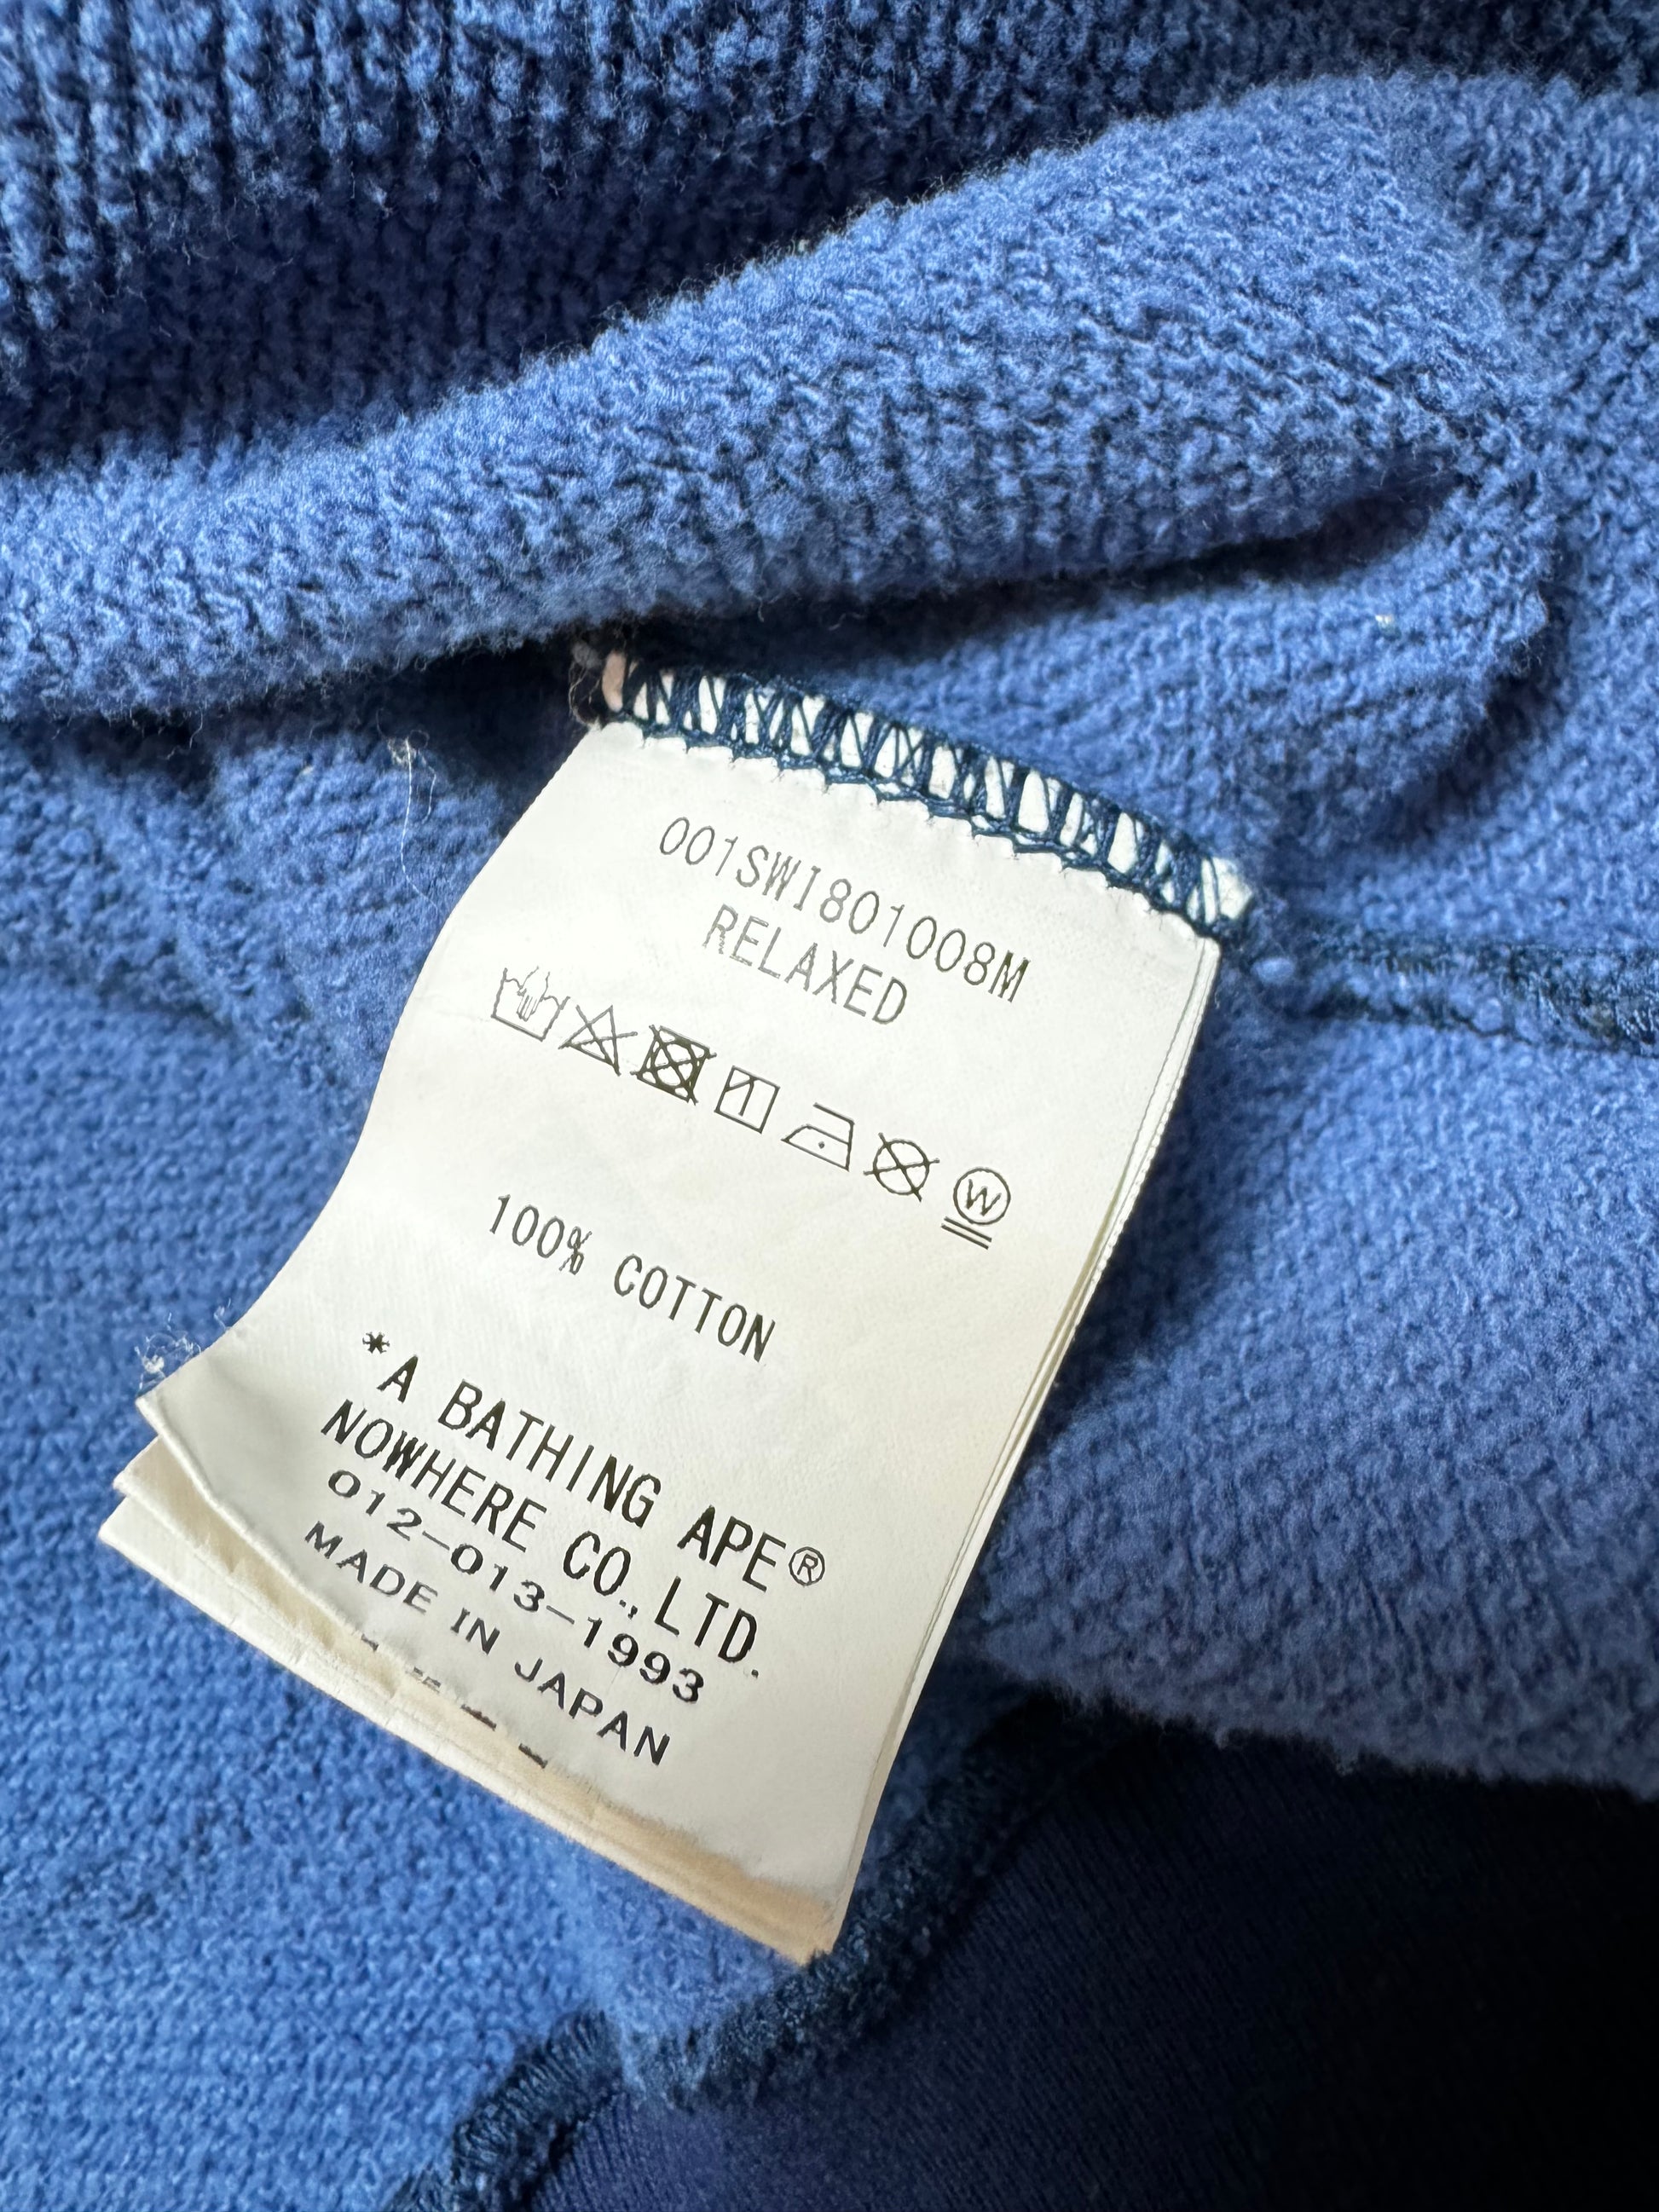 001SWI801008M
RELAXED
W
100% COTTON
*A BATHING APE®
NOWHERE CO., LTD.
012-013-1993
MADE IN JAPAN